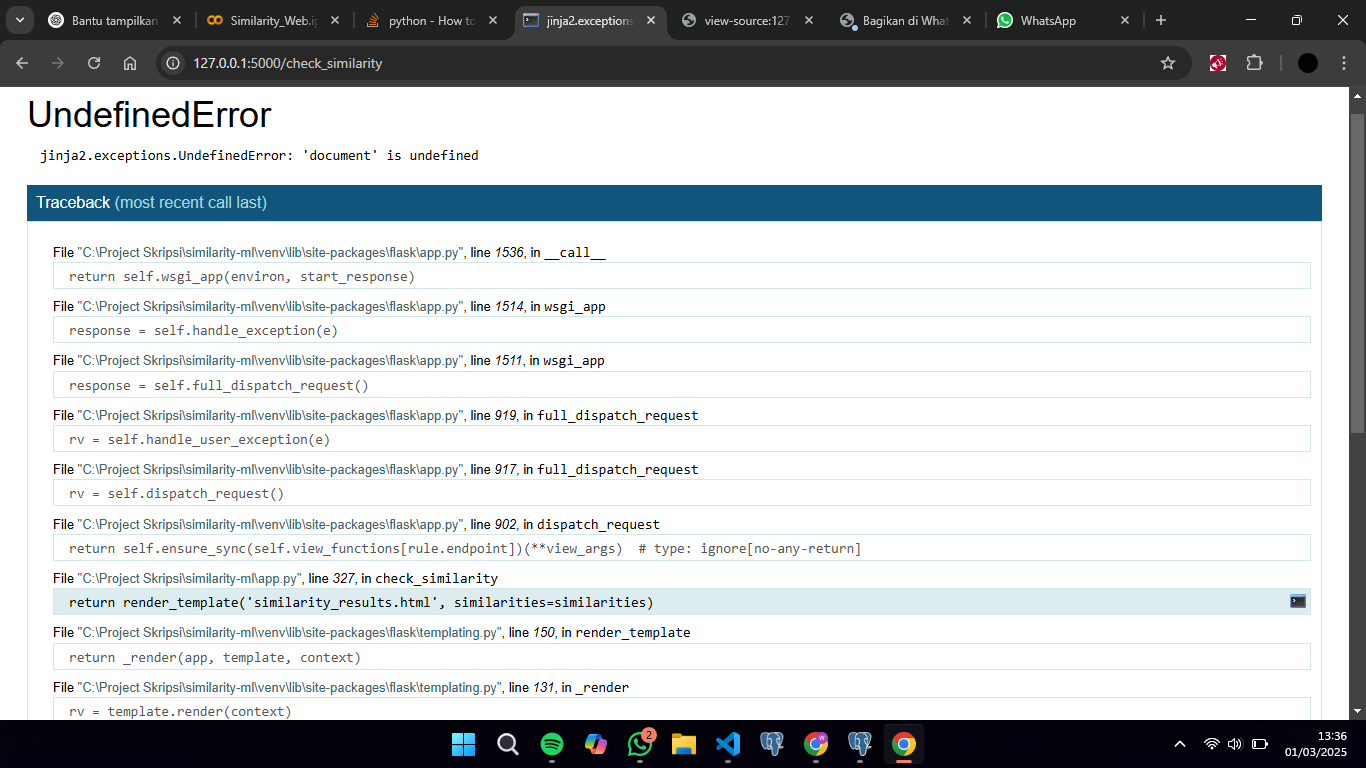 Bantu tampilkan
Similarity_Web.ip
python - How to
jinja2.exceptions
view-source:127
Bagikan di What
WhatsApp
127.0.0.1:5000/check_similarity
UndefinedError
jinja2.exceptions.UndefinedError: 'document' is undefined
Traceback (most recent call last)
File "C:\Project Skripsi\similarity-ml\venv\lib\site-packages\flask\app.py", line 1536, in __call__
return self.wsgi_app(environ, start_response)
File "C:\Project Skripsi\similarity-ml\venv\lib\site-packages\flask\app.py", line 1514, in wsgi_app
response = self.handle_exception(e)
File "C:\Project Skripsi\similarity-ml\venv\lib\site-packages\flask\app.py", line 1511, in wsgi_app
response = self.full_dispatch_request()
File "C:\Project Skripsi\similarity-ml\venv\lib\site-packages\flask\app.py", line 919, in full_dispatch_request
rv = self.handle_user_exception(e)
File "C:\Project Skripsi\similarity-ml\venv\lib\site-packages\flask\app.py", line 917, in full_dispatch_request
rv = self.dispatch_request()
File "C:\Project Skripsi\similarity-ml\venv\lib\site-packages\flask\app.py", line 902, in dispatch_request
return self.ensure_sync(self.view_functions[rule.endpoint])(**view_args)  # type: ignore[no-any-return]
File "C:\Project Skripsi\similarity-ml\app.py", line 327, in check_similarity
return render_template('similarity_results.html', similarities=similarities)
File "C:\Project Skripsi\similarity-ml\venv\lib\site-packages\flask\templating.py", line 150, in render_template
return _render(app, template, context)
File "C:\Project Skripsi\similarity-ml\venv\lib\site-packages\flask\templating.py", line 131, in _render
rv = template.render(context)
2
13:36
01/03/2025